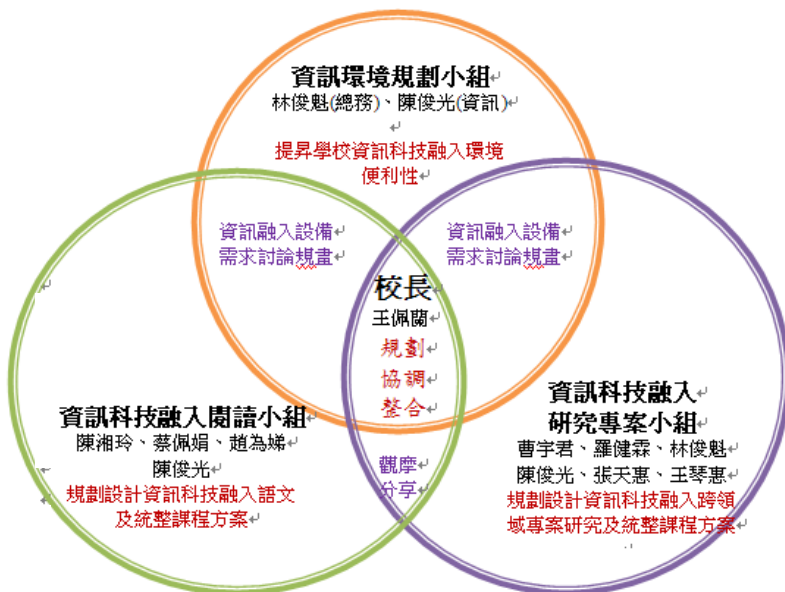 資訊環境規劃小組
林俊魁(總務)、陳俊光(資訊)
提昇學校資訊科技融入環境
便利性
資訊融入設備
需求討論規畫
資訊融入設備
需求討論規畫
校長
王佩蘭
規劃
協調
整合
資訊科技融入閱讀小組
陳湘玲、蔡佩娟、趙為娣
陳俊光
規劃設計資訊科技融入語文
及統整課程方案
觀摩
分享
資訊科技融入
研究專案小組
曹宇君、羅健霖、林俊魁
陳俊光、張天惠、王琴惠
規劃設計資訊科技融入跨領
域專案研究及統整課程方案